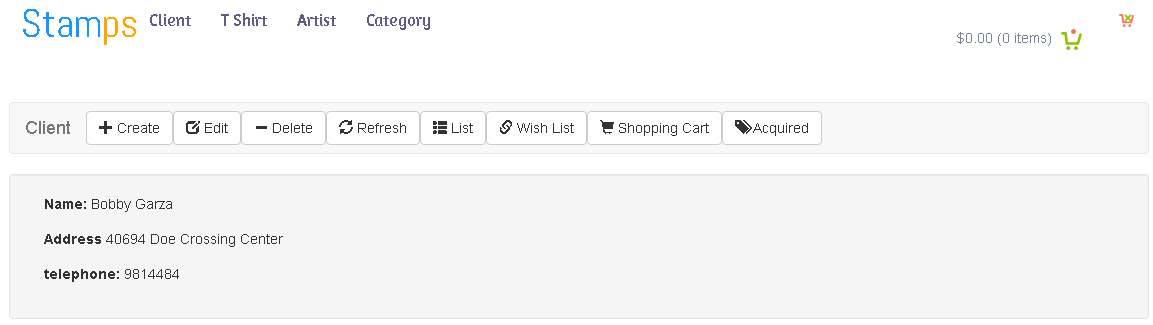 Stamps Client T Shirt Artist Category
$0.00 (0 items)
Client Create Edit Delete Refresh List Wish List Shopping Cart Acquired
Name: Bobby Garza
Address 40694 Doe Crossing Center
telephone: 9814484